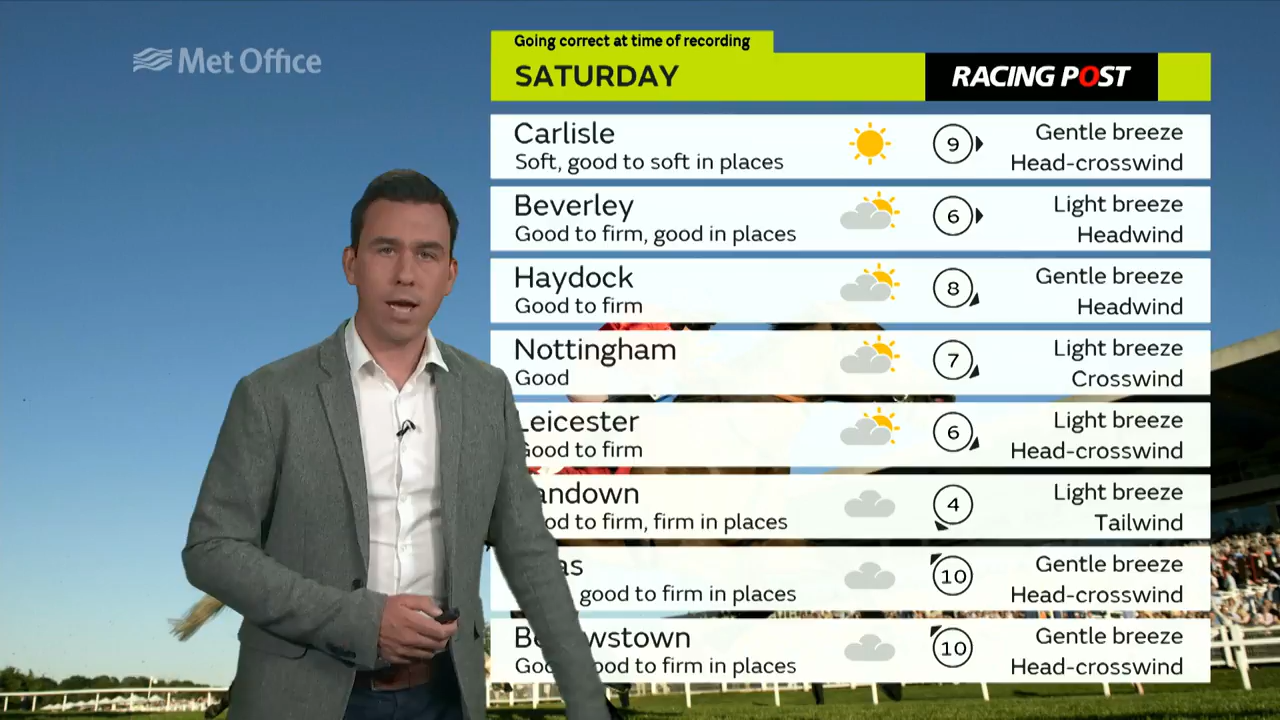 Met Office
Going correct at time of recording
SATURDAY
RACING POST
Carlisle
Soft, good to soft in places
9
Gentle breeze
Head-crosswind
Beverley
Good to firm, good in places
6
Light breeze
Headwind
Haydock
Good to firm
8
Gentle breeze
Headwind
Nottingham
Good
7
Light breeze
Crosswind
Leicester
Good to firm
6
Light breeze
Head-crosswind
andown
od to firm, firm in places
4
Light breeze
Tailwind
as
good to firm in places
10
Gentle breeze
Head-crosswind
wstown
good to firm in places
10
Gentle breeze
Head-crosswind